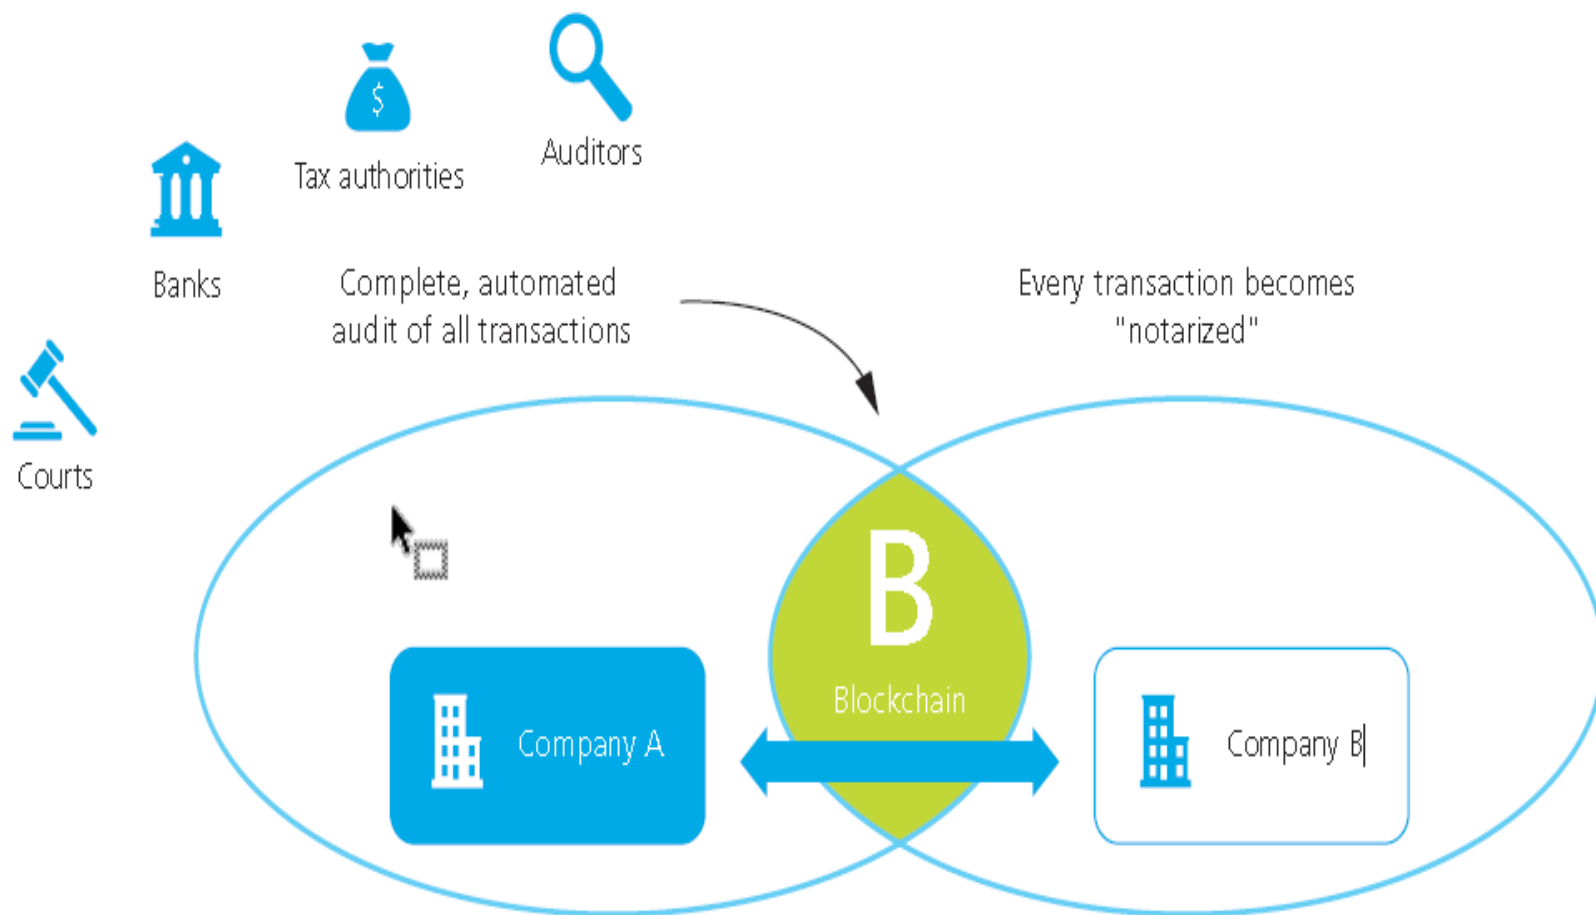 $
Auditors
Tax authorities
Banks
Complete, automated
audit of all transactions
Every transaction becomes
"notarized"
Courts
B
Blockchain
Company A
Company B